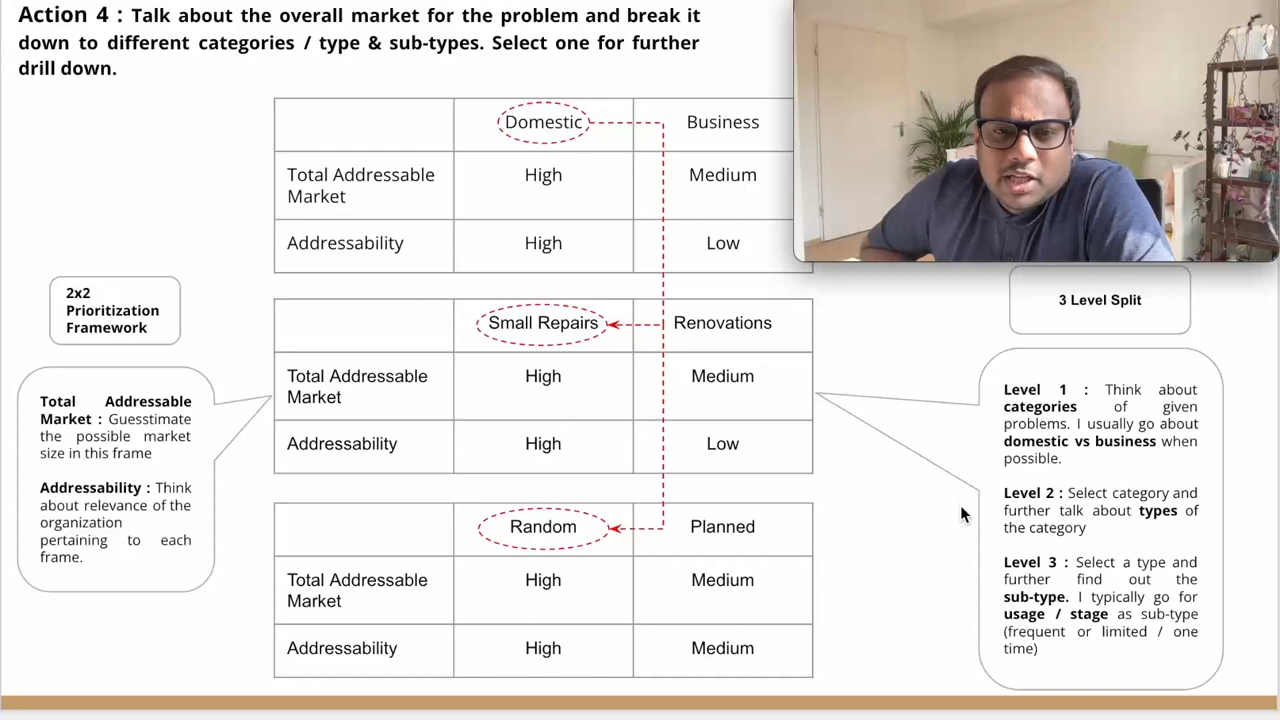 Action 4 : Talk about the overall market for the problem and break it
down to different categories / type & sub-types. Select one for further
drill down.
Domestic Business
Total Addressable
Market
High Medium
Addressability High Low
2x2
Prioritization
Framework
Total Addressable
Market : Guesstimate
the possible market
size in this frame
Addressability : Think
about relevance of the
organization
pertaining to each
frame.
Small Repairs Renovations
Total Addressable
Market
High Medium
Addressability High Low
Random Planned
Total Addressable
Market
High Medium
Addressability High Medium
3 Level Split
Level 1 : Think about
categories of given
problems. I usually go about
domestic vs business when
possible.
Level 2 : Select category and
further talk about types of
the category
Level 3 : Select a type and
further find out the
sub-type. I typically go for
usage / stage as sub-type
(frequent or limited / one
time)